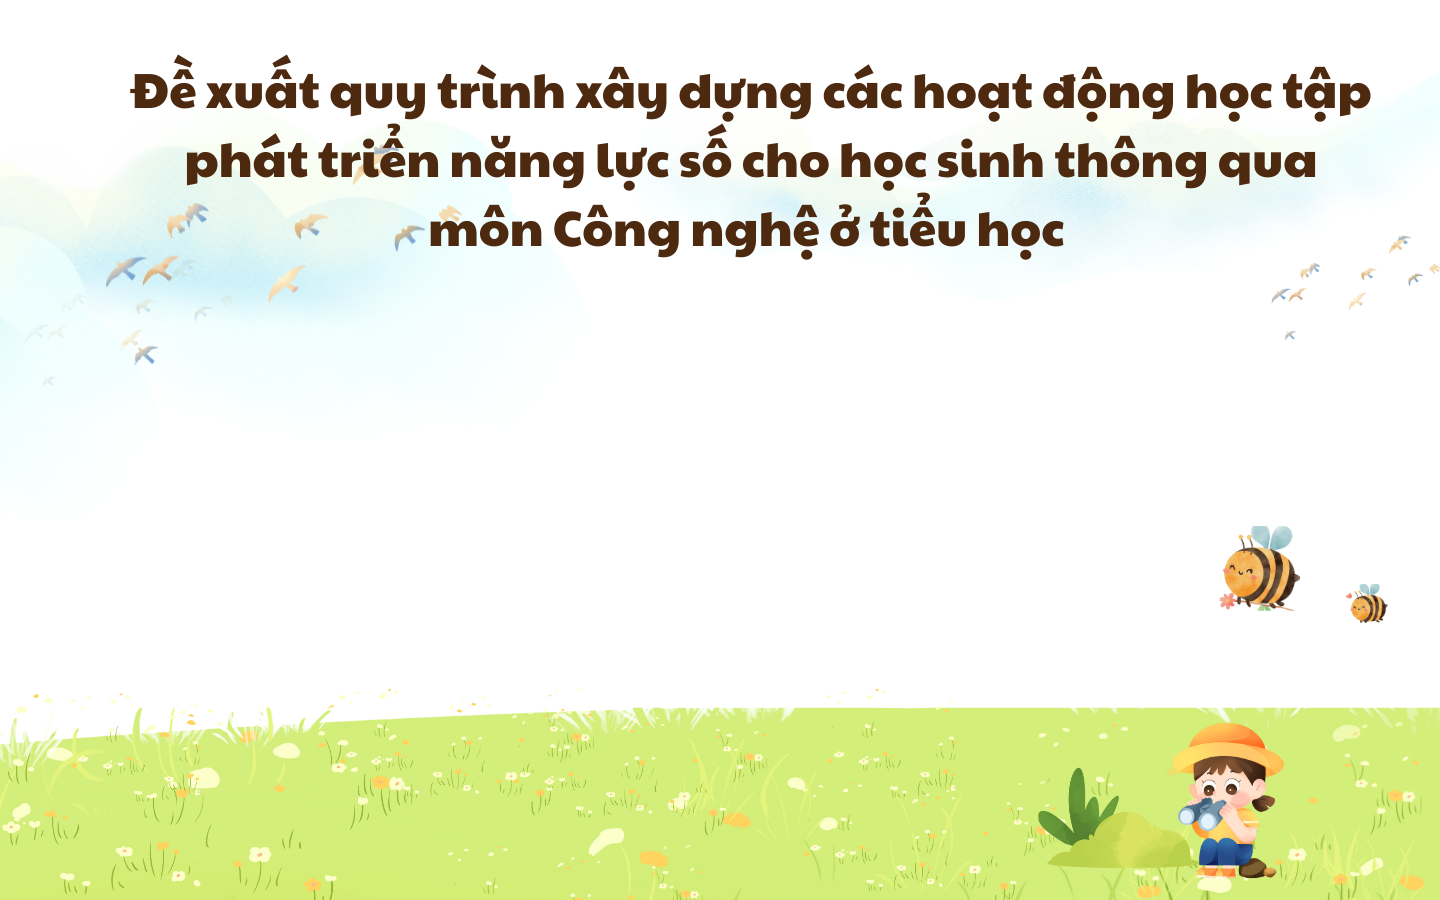 Đề xuất quy trình xây dựng các hoạt động học tập
phát triển năng lực số cho học sinh thông qua
môn Công nghệ ở tiểu học